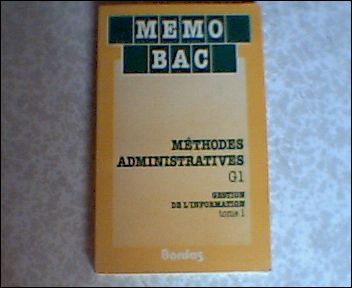 MEMO
BAC
MÉTHODES
ADMINISTRATIVES
G1
GESTION
DE L'INFORMATION
tome 1
Bordas